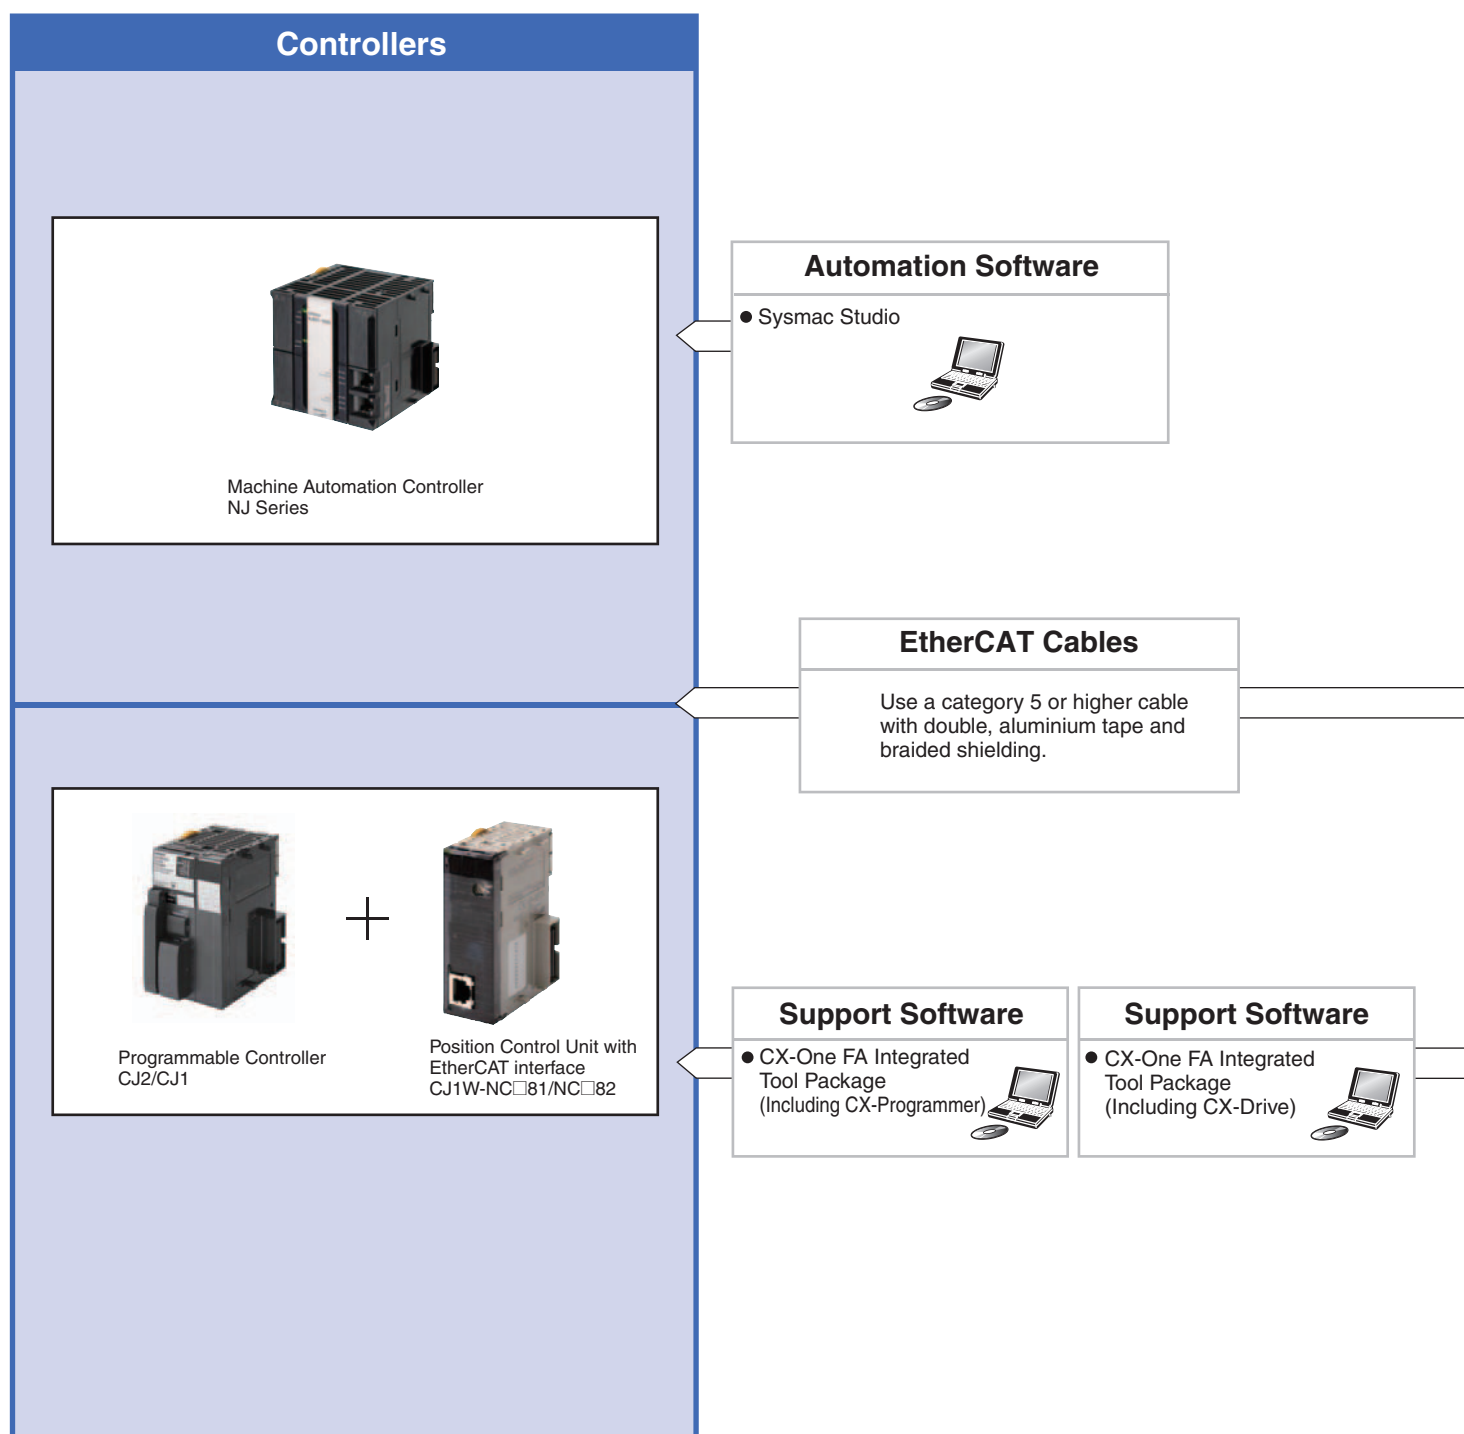 Controllers
Machine Automation Controller
NJ Series
Automation Software
● Sysmac Studio
EtherCAT Cables
Use a category 5 or higher cable
with double, aluminium tape and
braided shielding.
Programmable Controller
CJ2/CJ1
Position Control Unit with
EtherCAT interface
CJ1W-NC□81/NC□82
Support Software
● CX-One FA Integrated
Tool Package
(Including CX-Programmer)
Support Software
● CX-One FA Integrated
Tool Package
(Including CX-Drive)